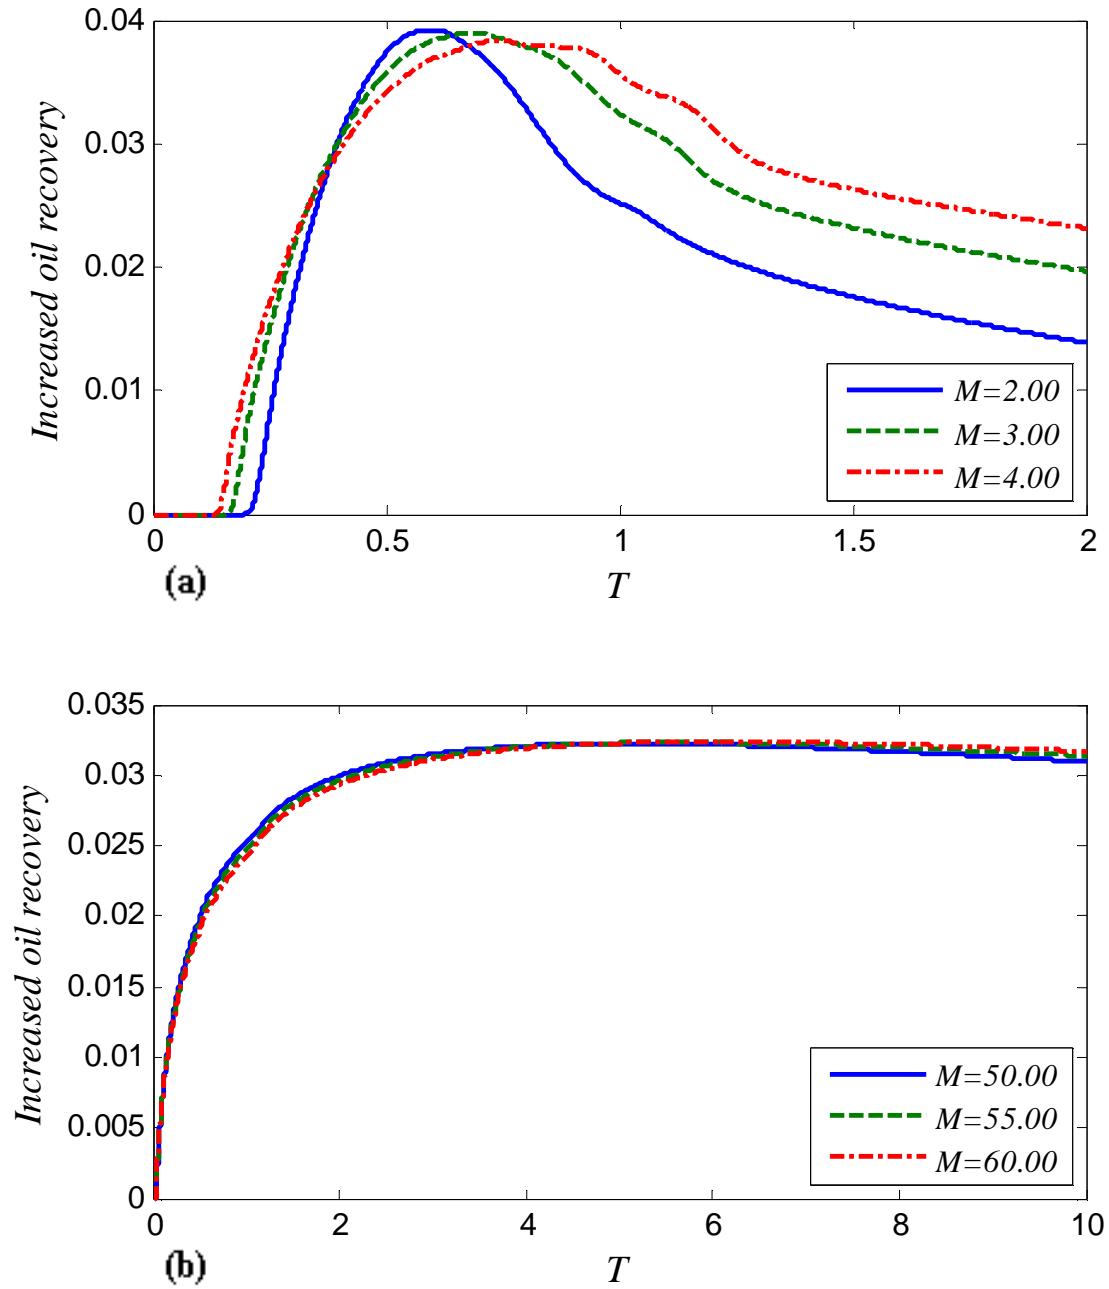 0.04
0.03
0.02
0.01
0
Increased oil recovery
M=2.00
M=3.00
M=4.00
0 0.5 1 1.5 2
(a) T
0.035
0.03
0.025
0.02
0.015
0.01
0.005
0
Increased oil recovery
M=50.00
M=55.00
M=60.00
0 2 4 6 8 10
(b) T